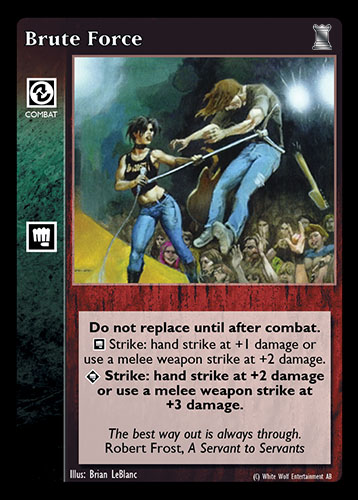 Brute Force
COMBAT
Do not replace until after combat.
Strike: hand strike at +1 damage or
use a melee weapon strike at +2 damage.
Strike: hand strike at +2 damage
or use a melee weapon strike at
+3 damage.
The best way out is always through.
Robert Frost, A Servant to Servants
Illus: Brian LeBlanc
(C) White Wolf Entertainment AB